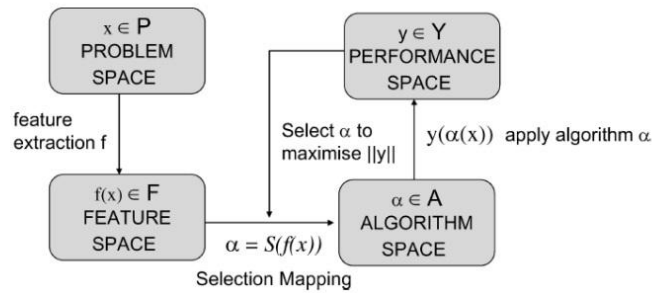 x ∈ P
PROBLEM
SPACE
y ∈ Y
PERFORMANCE
SPACE
feature
extraction f
Select α to
maximise ||y||
y(α(x)) apply algorithm α
f(x) ∈ F
FEATURE
SPACE
α = S(f(x))
Selection Mapping
α ∈ A
ALGORITHM
SPACE